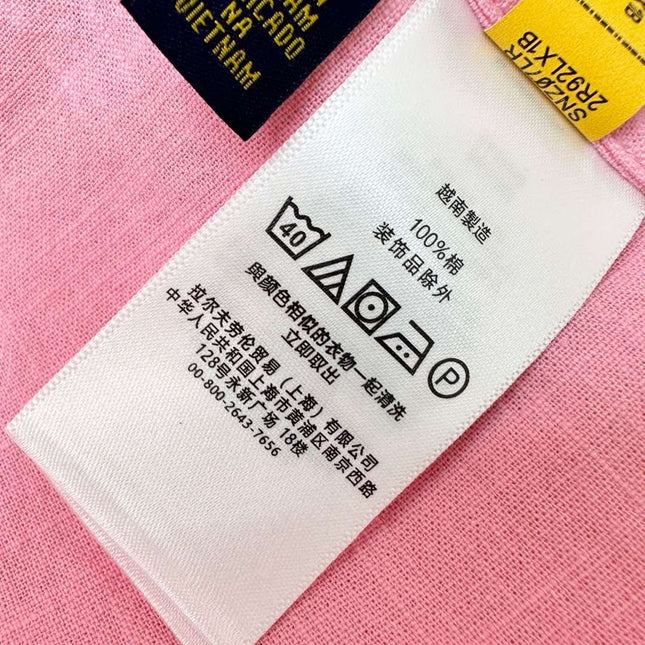 ICADO
NA
VIETNAM
2R92LX1B
越南製造
100%棉
装饰品除外
40
P
與颜色相似的衣物一起清洗
立即取出
拉尔夫劳伦贸易（上海）有限公司
中华人民共和国上海市黄浦区南京西路
128号永新广场 18楼
00-800-2643-7656